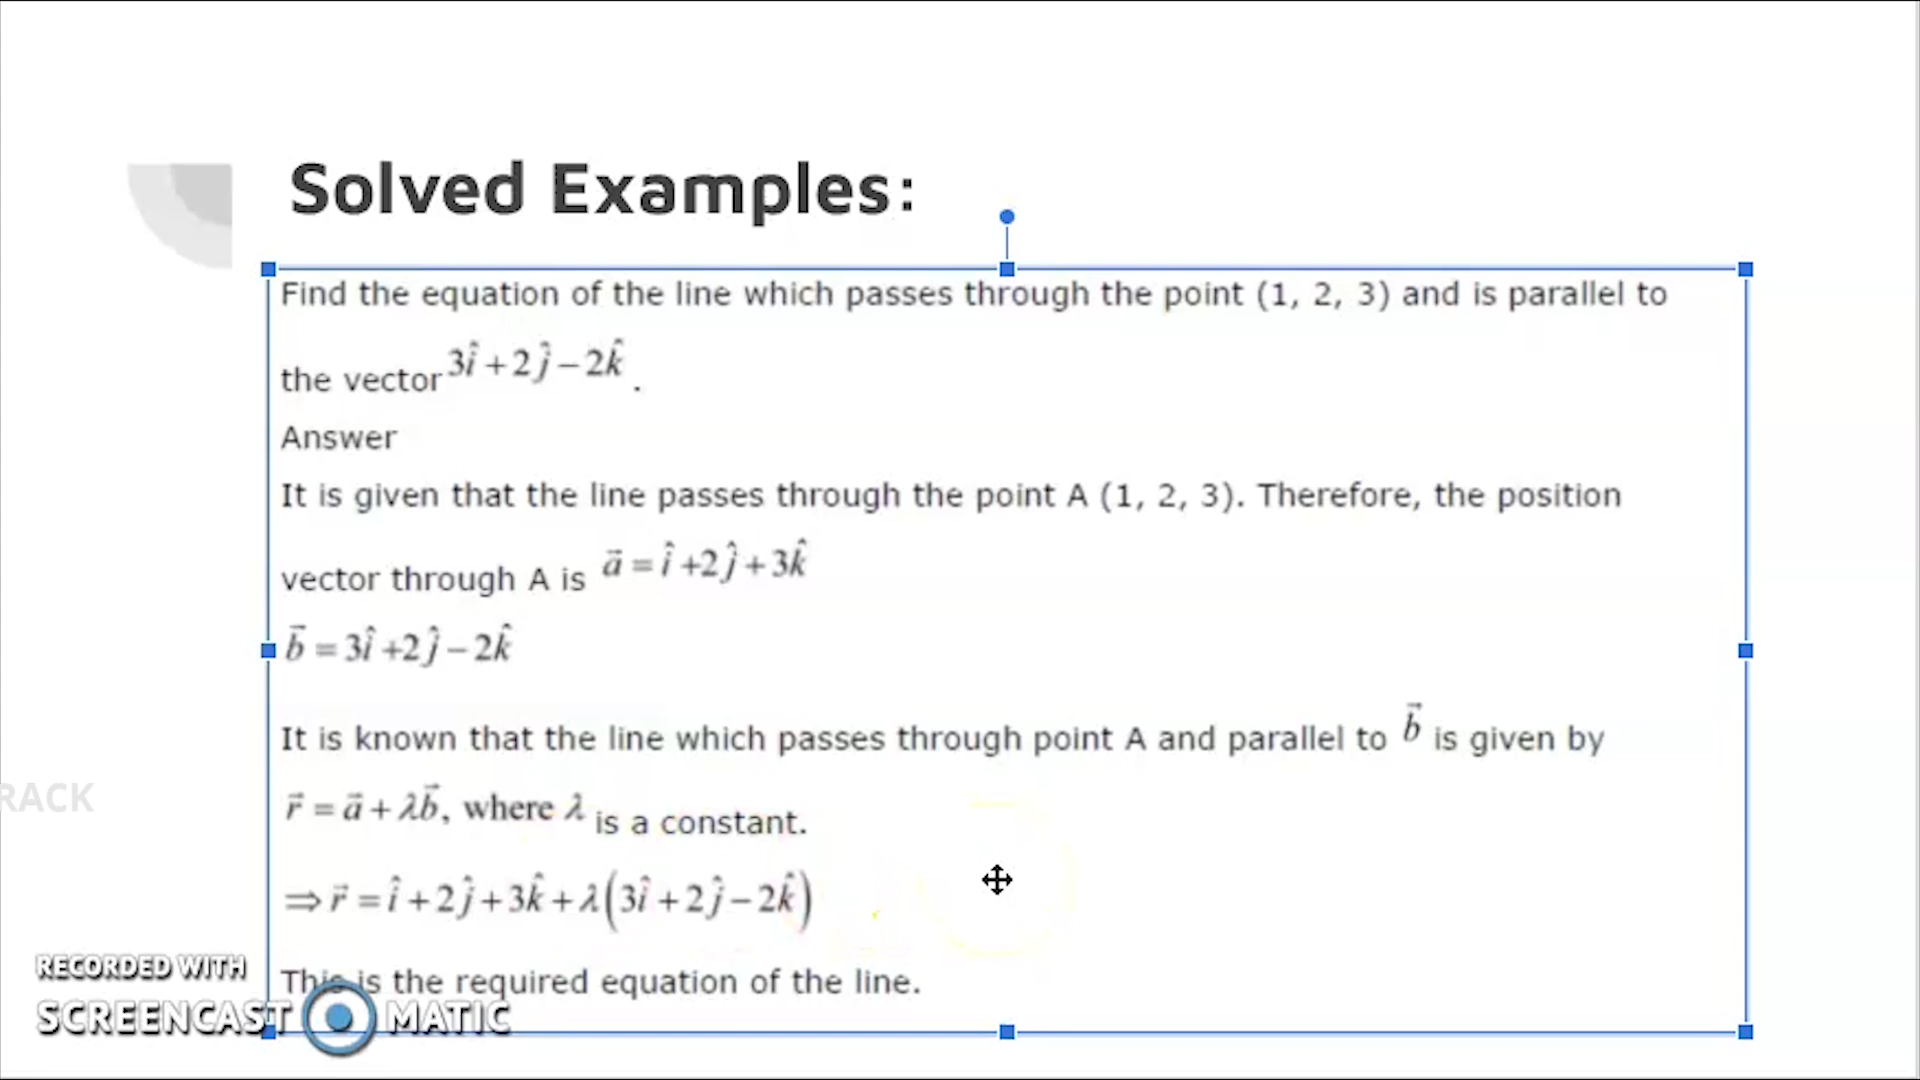 Solved Examples:
Find the equation of the line which passes through the point (1, 2, 3) and is parallel to
the vector 3î + 2ĵ − 2k̂ .
Answer
It is given that the line passes through the point A (1, 2, 3). Therefore, the position
vector through A is a⃗ = î + 2ĵ + 3k̂
b⃗ = 3î + 2ĵ − 2k̂
It is known that the line which passes through point A and parallel to b⃗ is given by
RACK
r⃗ = a⃗ + λb⃗, where λ is a constant.
⇒ r⃗ = î + 2ĵ + 3k̂ + λ(3î + 2ĵ − 2k̂)
This is the required equation of the line.
RECORDED WITH
SCREENCAST MATIC